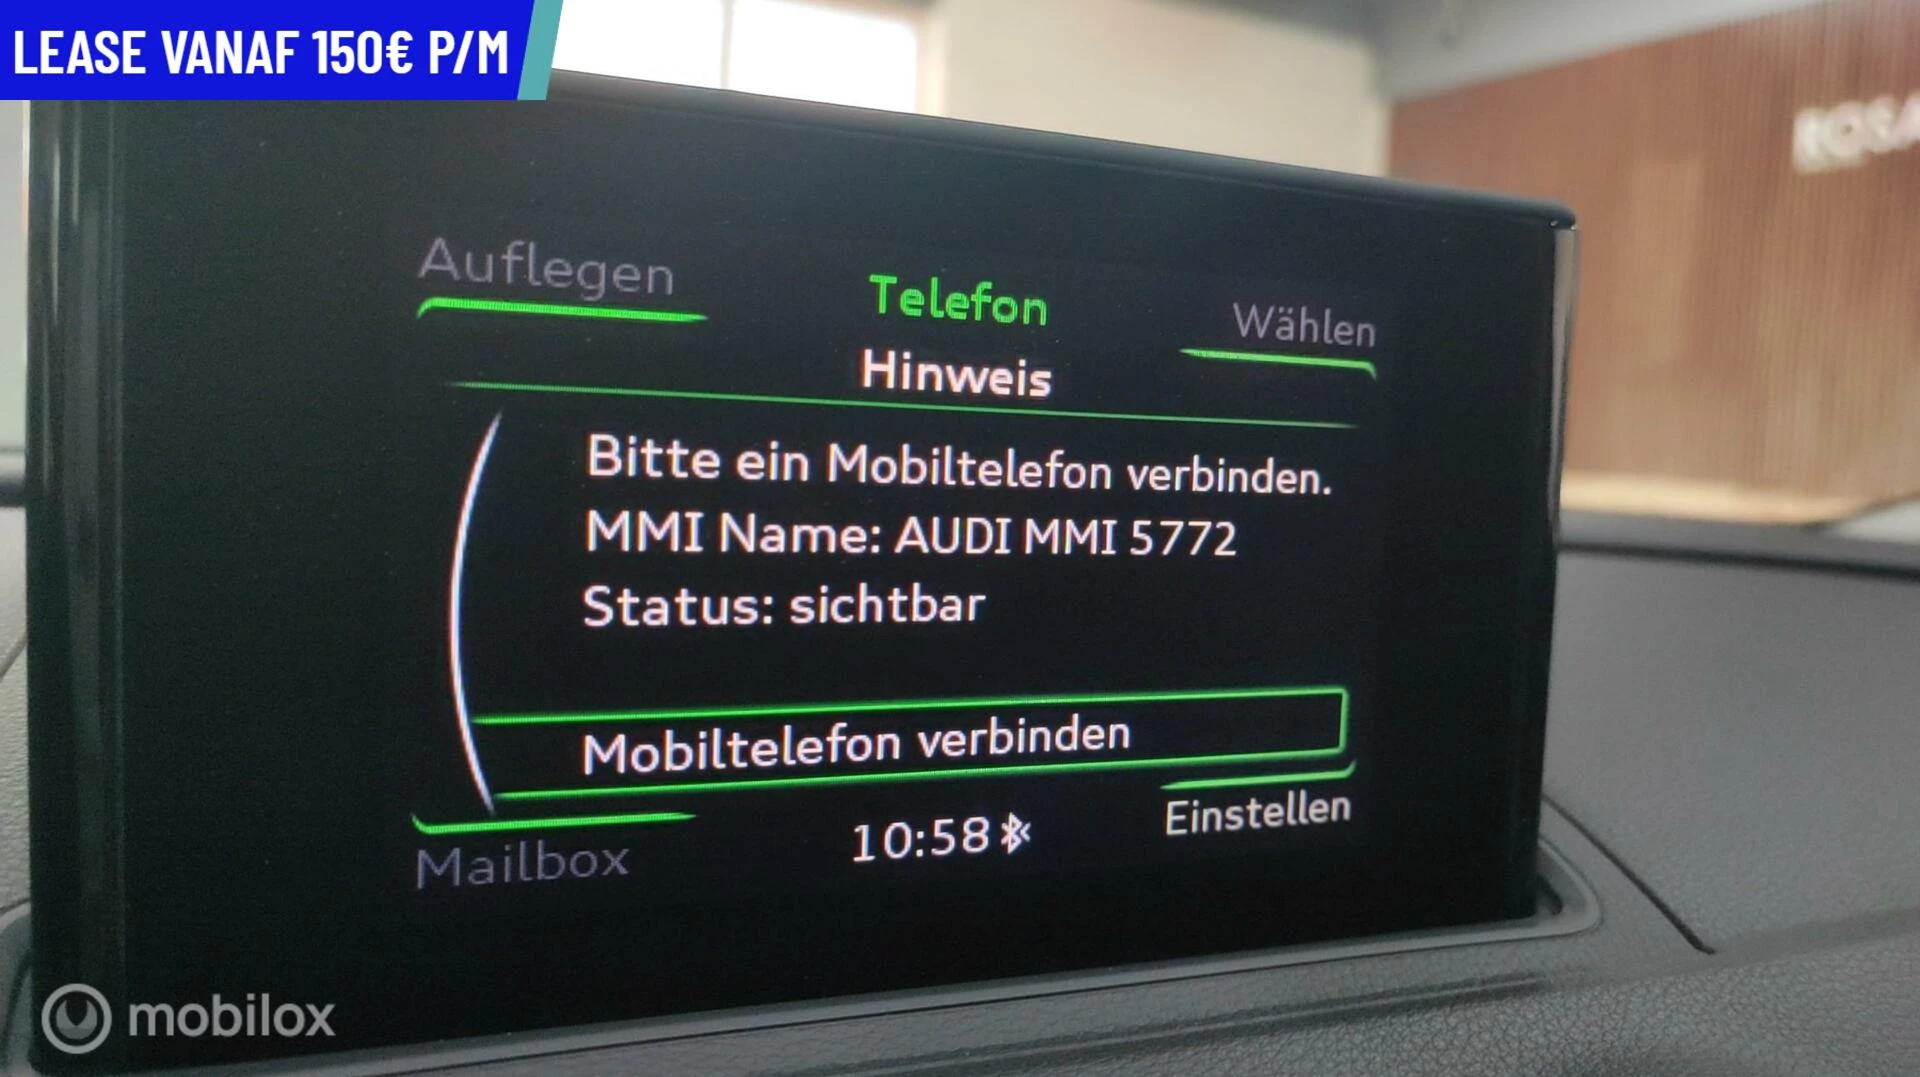 LEASE VANAF 150€ P/M
Auflegen
Telefon
Wählen
Hinweis
Bitte ein Mobiltelefon verbinden.
MMI Name: AUDI MMI 5772
Status: sichtbar
Mobiltelefon verbinden
Mailbox
10:58
Einstellen
mobilox